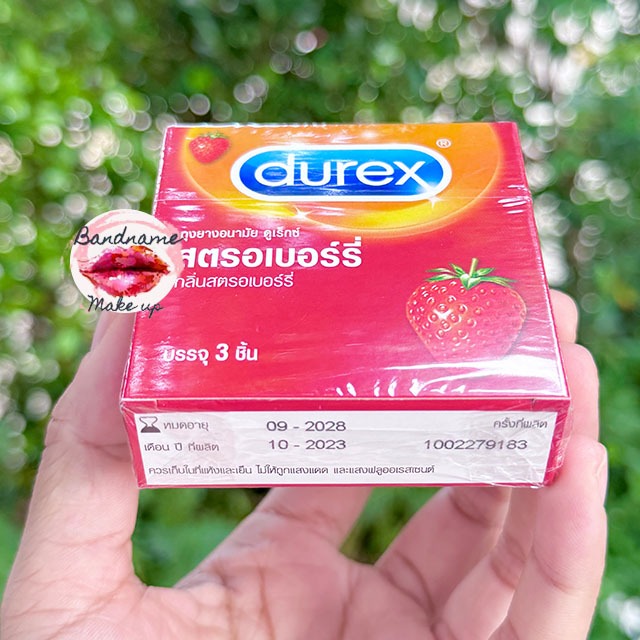 durex®
ถุงยางอนามัย ดูเร็กซ์
สตรอเบอร์รี่
กลิ่นสตรอเบอร์รี่
บรรจุ 3 ชิ้น
Bandname
Make up
หมดอายุ 09 - 2028 ครั้งที่ผลิต
เดือน ปี ที่ผลิต 10 - 2023 1002279183
ควรเก็บในที่แห้งและเย็น ไม่ให้ถูกแสงแดด และแสงฟลูออเรสเซนต์